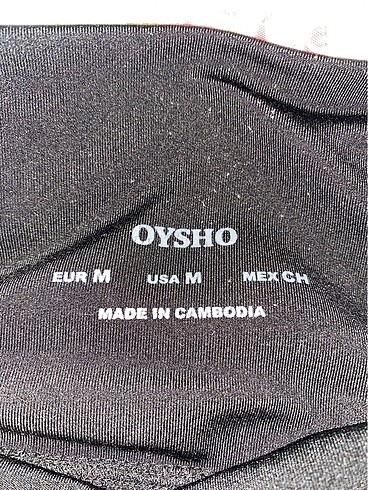 OYSHO
EUR M USA M MEX CH
MADE IN CAMBODIA